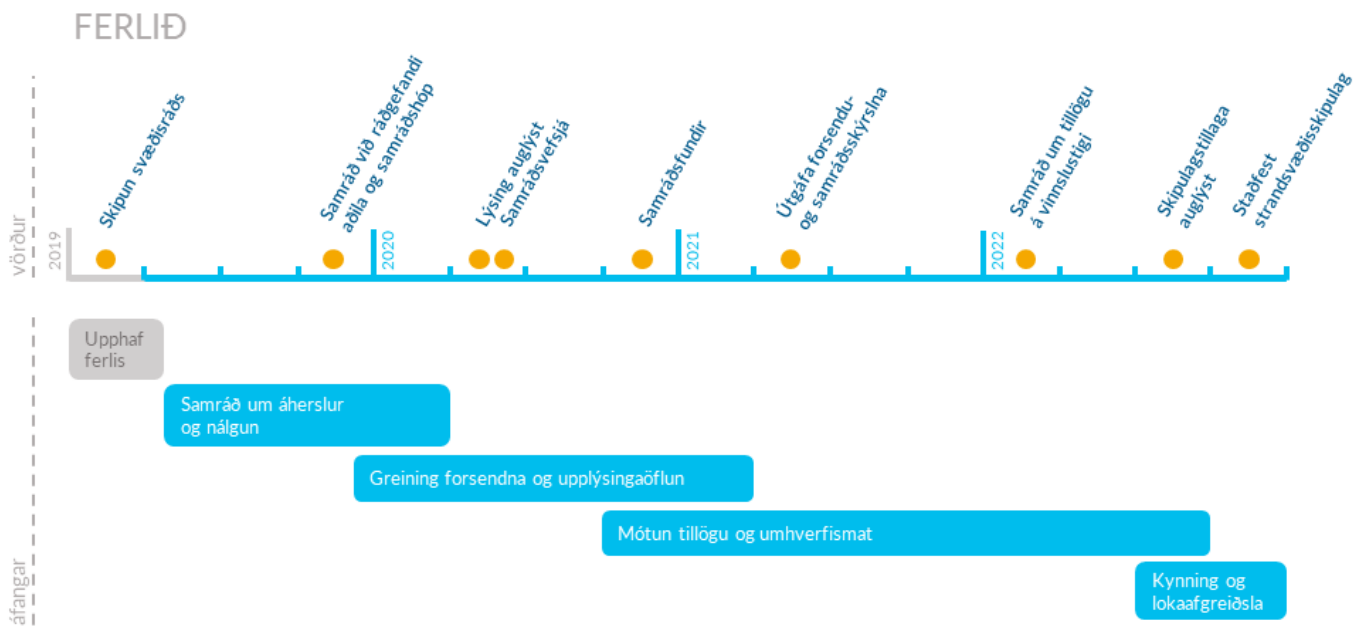 FERLIÐ
vörður
Skipun svæðisráðs
Samráð við ráðgefandi
aðila og samráðshóp
Lýsing auglýst
Samráðsvefsjá
Samráðsfundir
Útgáfa forsendu-
og samráðsskýrslna
Samráð um tillögu
á vinnslustigi
Skipulagstillaga
auglýst
Staðfest
strandsvæðisskipulag
2019
2020
2021
2022
áfangar
Upphaf
ferlis
Samráð um áherslur
og nálgun
Greining forsendna og upplýsingaöflun
Mótun tillögu og umhverfismat
Kynning og
lokaafgreiðsla